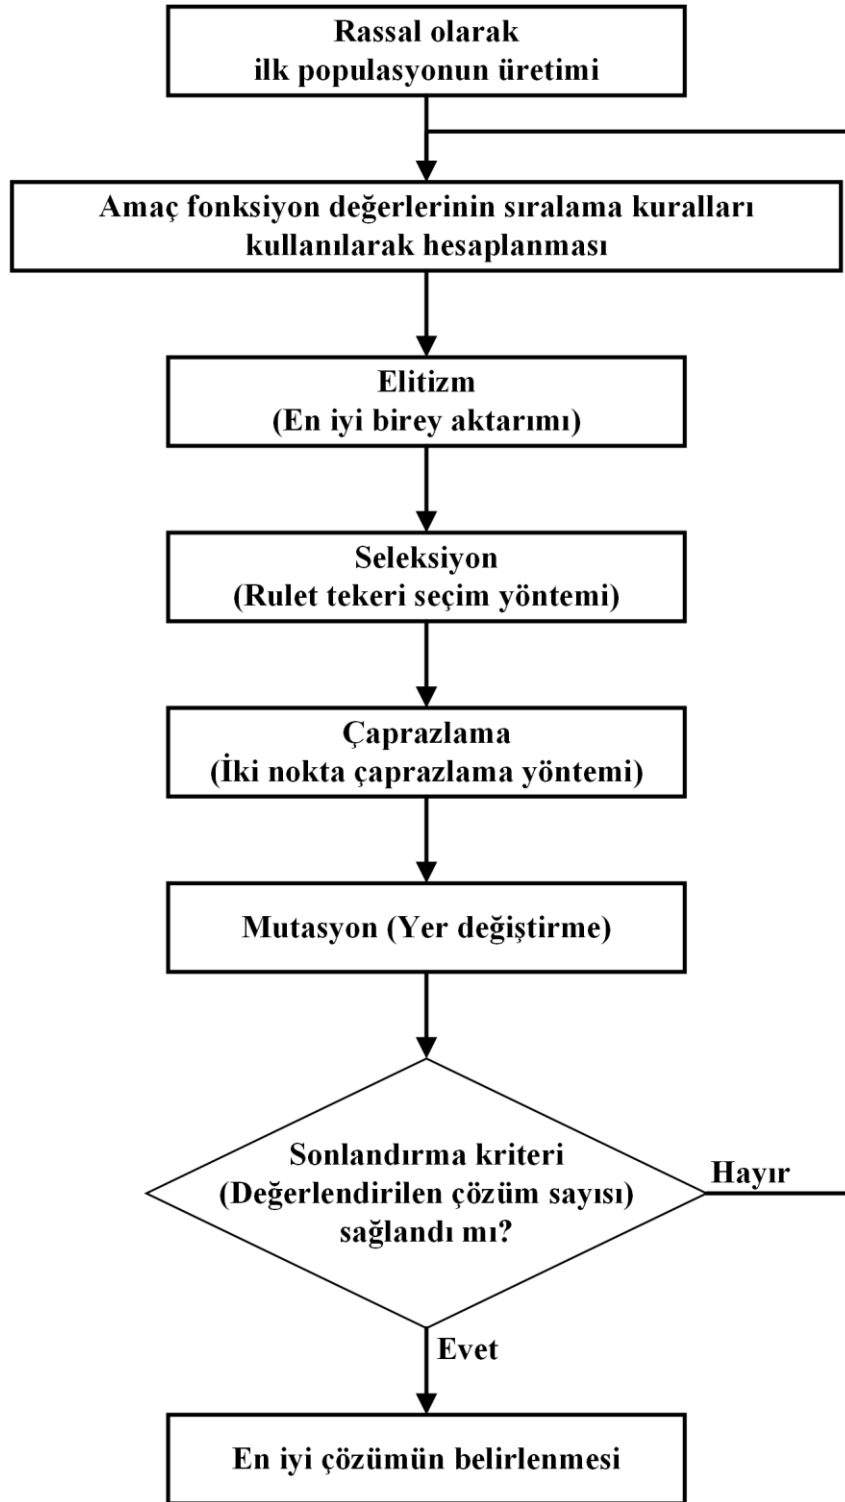 Rassal olarak
ilk populasyonun üretimi
Amaç fonksiyon değerlerinin sıralama kuralları
kullanılarak hesaplanması
Elitizm
(En iyi birey aktarımı)
Seleksiyon
(Rulet tekeri seçim yöntemi)
Çaprazlama
(İki nokta çaprazlama yöntemi)
Mutasyon (Yer değiştirme)
Sonlandırma kriteri
(Değerlendirilen çözüm sayısı)
sağlandı mı?
Hayır
Evet
En iyi çözümün belirlenmesi